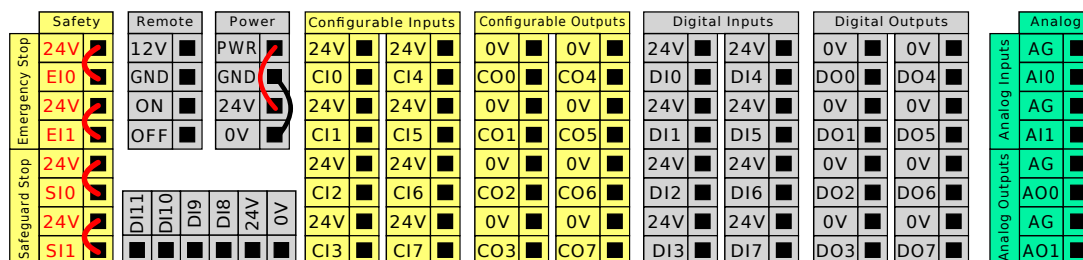 Safety Remote Power Configurable Inputs Configurable Outputs Digital Inputs Digital Outputs Analog
Emergency Stop
24V 12V PWR 24V 24V 0V 0V 24V 24V 0V 0V Analog Inputs AG
EI0 GND GND CI0 CI4 CO0 CO4 DI0 DI4 DO0 DO4 AI0
24V ON 24V 24V 24V 0V 0V 24V 24V 0V 0V AG
EI1 OFF 0V CI1 CI5 CO1 CO5 DI1 DI5 DO1 DO5 AI1
Safeguard Stop
24V 24V 24V 0V 0V 24V 24V 0V 0V Analog Outputs AG
SI0 DI11 DI10 DI9 DI8 24V 0V CI2 CI6 CO2 CO6 DI2 DI6 DO2 DO6 AO0
24V 24V 24V 0V 0V 24V 24V 0V 0V AG
SI1 CI3 CI7 CO3 CO7 DI3 DI7 DO3 DO7 AO1